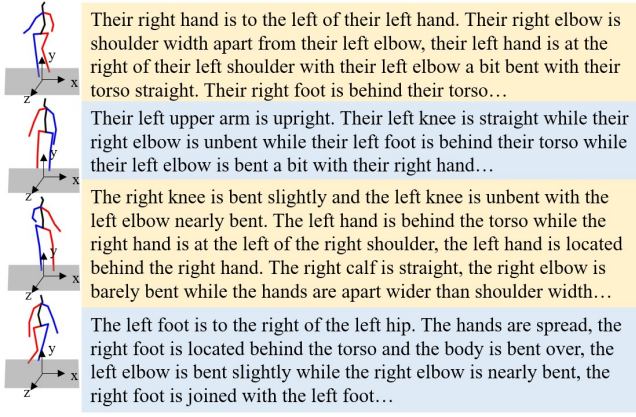 y
x
z
Their right hand is to the left of their left hand. Their right elbow is
shoulder width apart from their left elbow, their left hand is at the
right of their left shoulder with their left elbow a bit bent with their
torso straight. Their right foot is behind their torso…
y
x
z
Their left upper arm is upright. Their left knee is straight while their
right elbow is unbent while their left foot is behind their torso while
their left elbow is bent a bit with their right hand…
y
x
z
The right knee is bent slightly and the left knee is unbent with the
left elbow nearly bent. The left hand is behind the torso while the
right hand is at the left of the right shoulder, the left hand is located
behind the right hand. The right calf is straight, the right elbow is
barely bent while the hands are apart wider than shoulder width…
y
x
z
The left foot is to the right of the left hip. The hands are spread, the
right foot is located behind the torso and the body is bent over, the
left elbow is bent slightly while the right elbow is nearly bent, the
right foot is joined with the left foot…